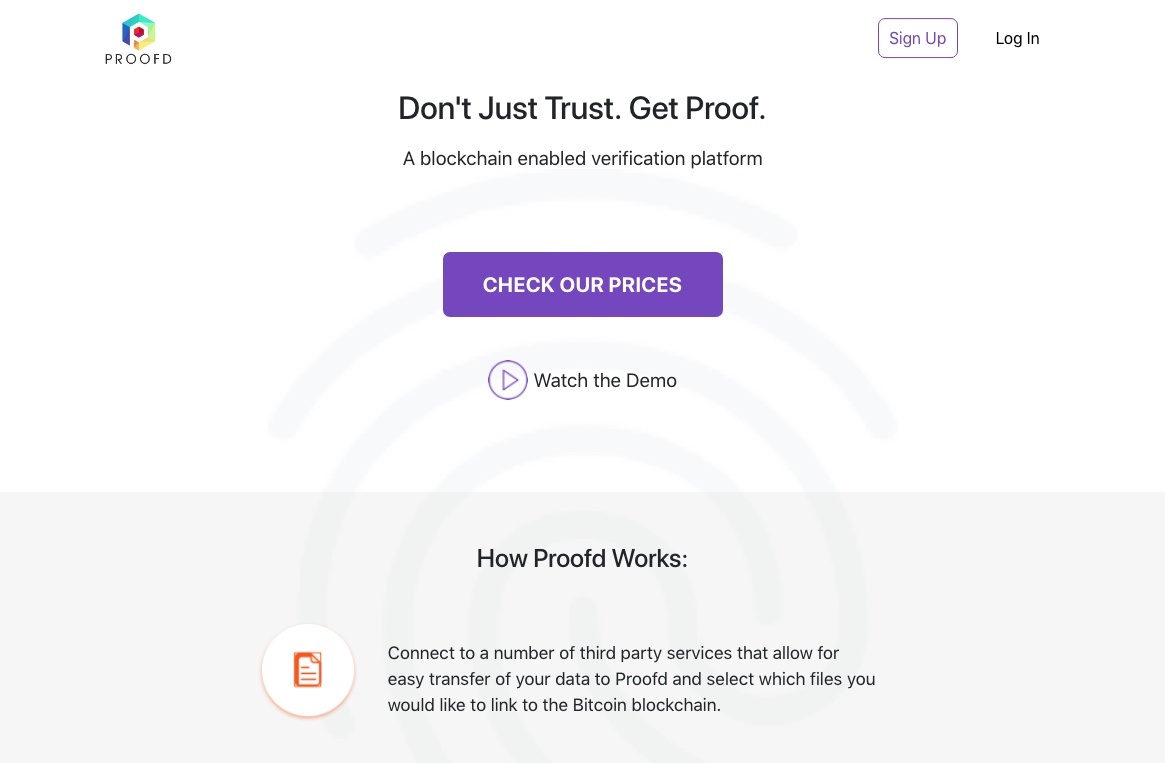 PROOFD
Sign Up
Log In
Don't Just Trust. Get Proof.
A blockchain enabled verification platform
CHECK OUR PRICES
Watch the Demo
How Proofd Works:
Connect to a number of third party services that allow for
easy transfer of your data to Proofd and select which files you
would like to link to the Bitcoin blockchain.